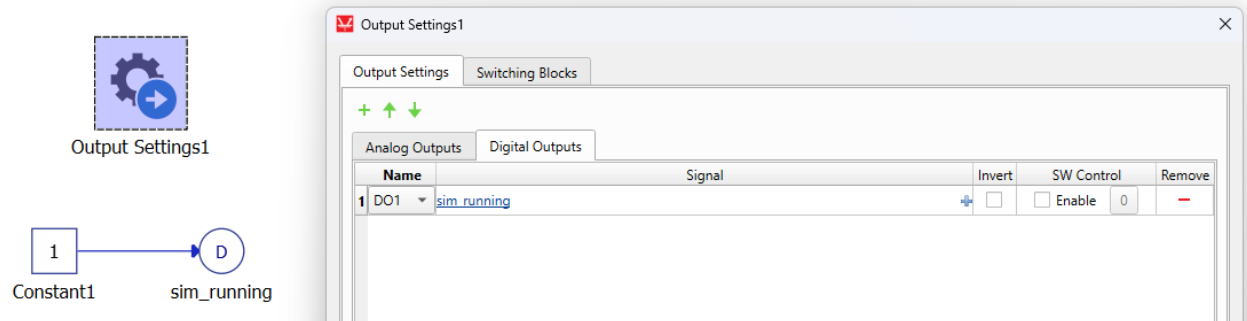 Output Settings1
1
Constant1
D
sim_running
Output Settings1
Output Settings
Switching Blocks
Analog Outputs
Digital Outputs
Name Signal Invert SW Control Remove
1 DO1 sim_running Enable 0